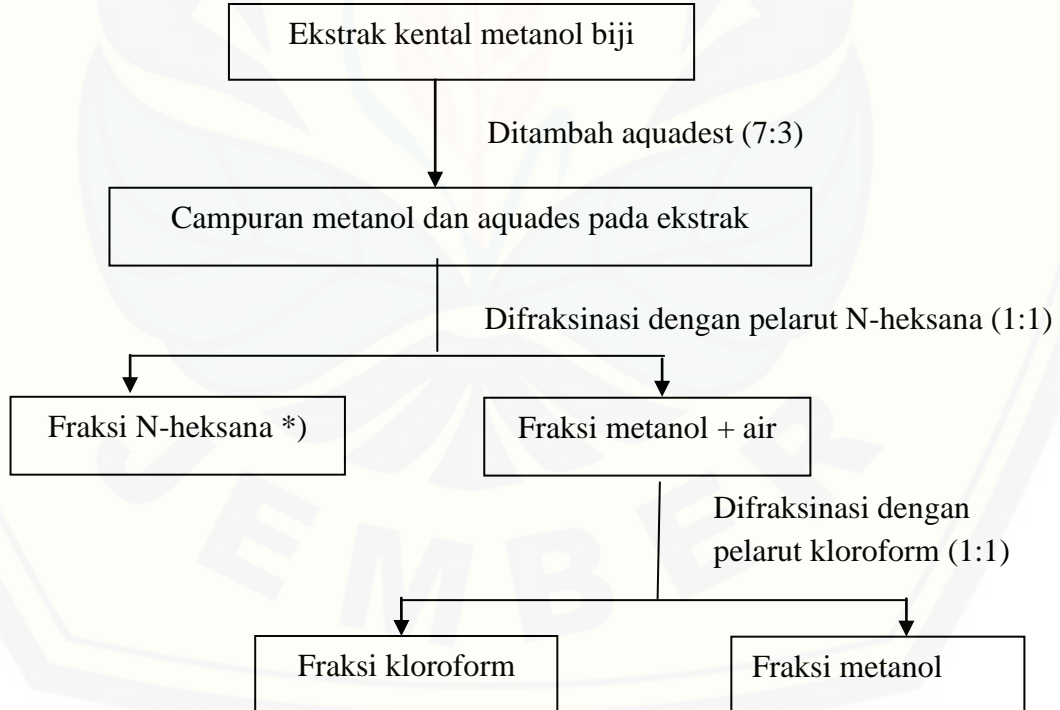 Ekstrak kental metanol biji
Ditambah aquadest (7:3)
Campuran metanol dan aquades pada ekstrak
Difraksinasi dengan pelarut N-heksana (1:1)
Fraksi N-heksana *)
Fraksi metanol + air
Difraksinasi dengan
pelarut kloroform (1:1)
Fraksi kloroform
Fraksi metanol
JEMBER